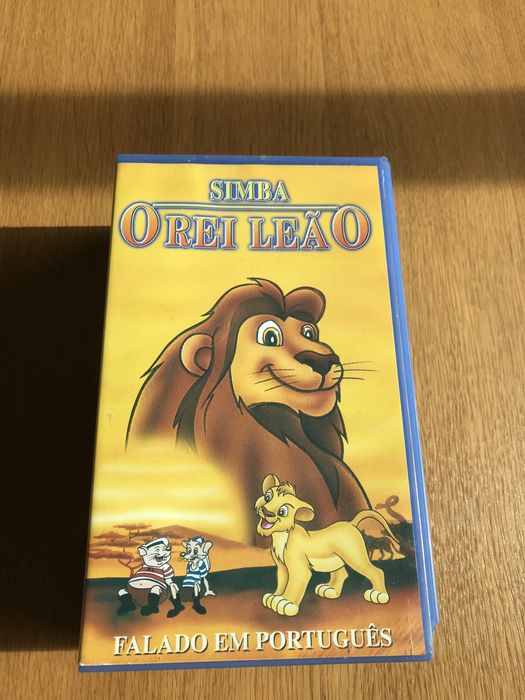 SIMBA
O REI LEÃO
FALADO EM PORTUGUÊS